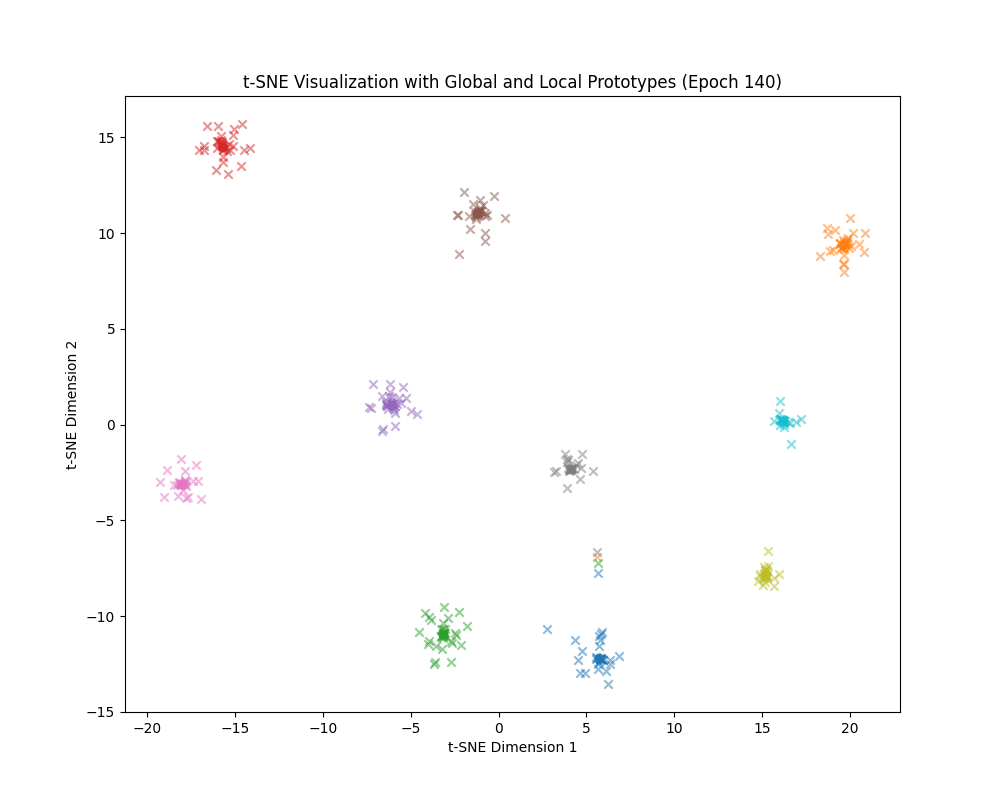 t-SNE Visualization with Global and Local Prototypes (Epoch 140)
15
10
5
0
−5
−10
−15
t-SNE Dimension 2
−20 −15 −10 −5 0 5 10 15 20
t-SNE Dimension 1